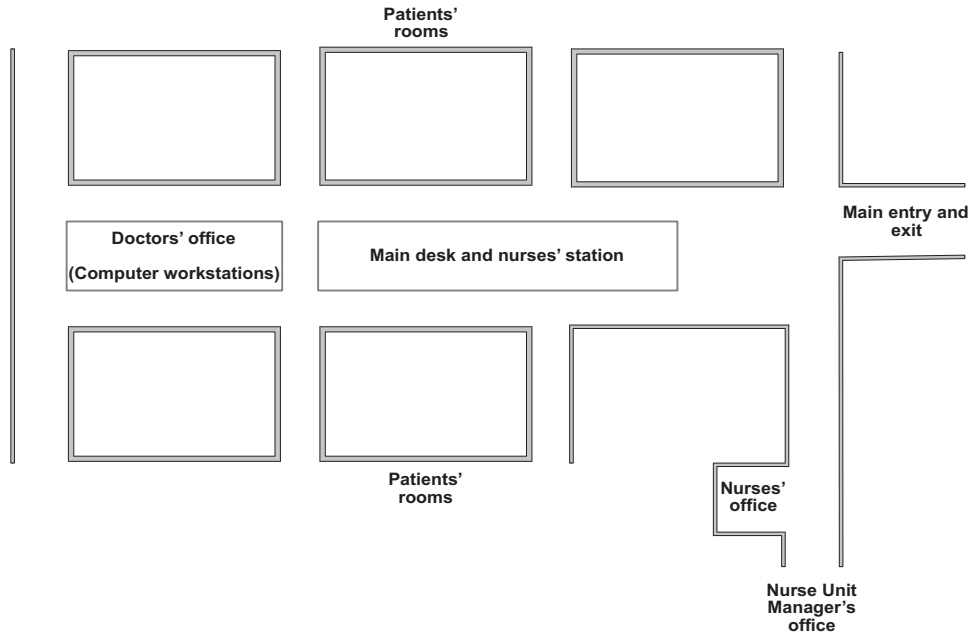 Patients’
rooms
Main entry and
exit
Doctors’ office
(Computer workstations)
Main desk and nurses’ station
Patients’
rooms
Nurses’
office
Nurse Unit
Manager’s
office